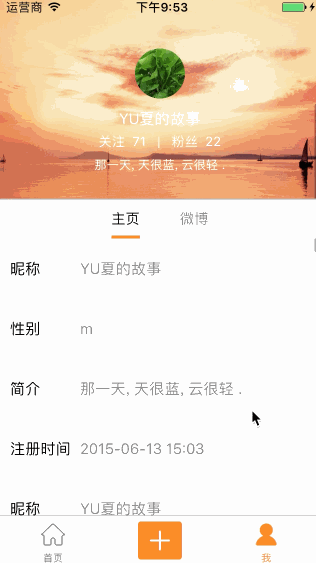 运营商 下午9:53
YU夏的故事
关注 71 | 粉丝 22
那一天, 天很蓝, 云很轻 .
主页 微博
昵称 YU夏的故事
性别 m
简介 那一天, 天很蓝, 云很轻 .
注册时间 2015-06-13 15:03
昵称 YU夏的故事
首页 我